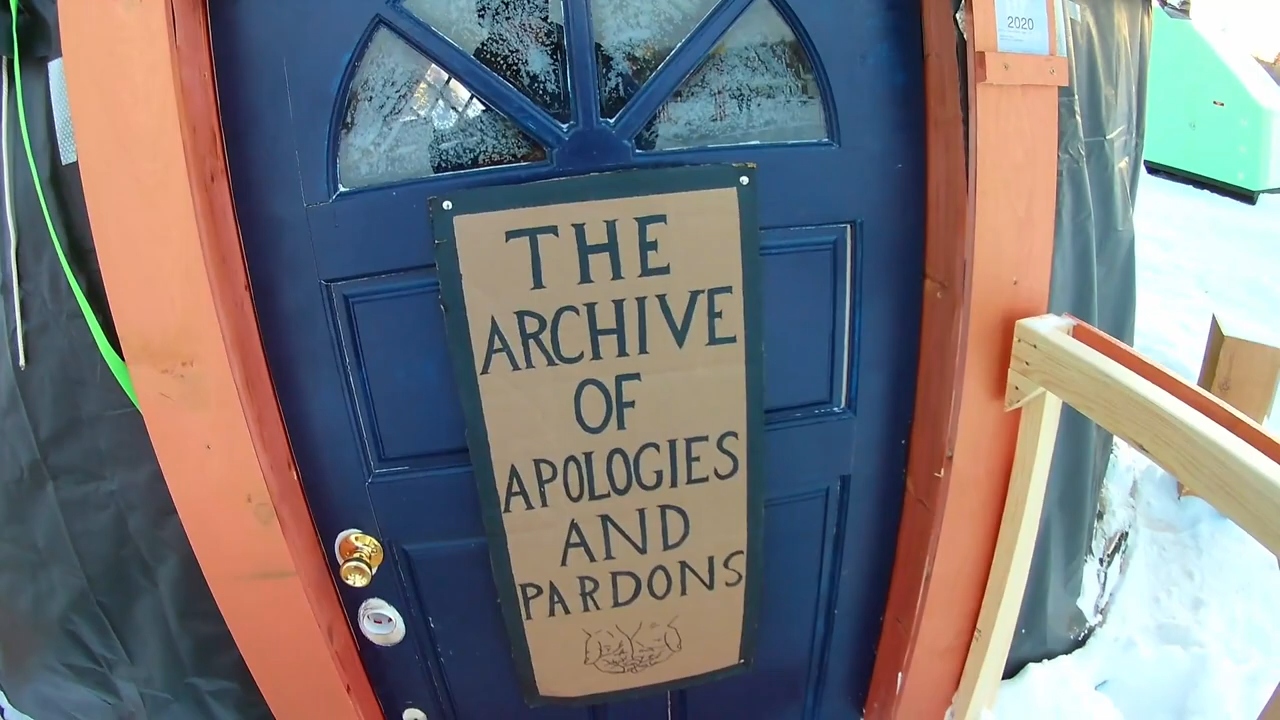 2020
THE
ARCHIVE
OF
APOLOGIES
AND
PARDONS